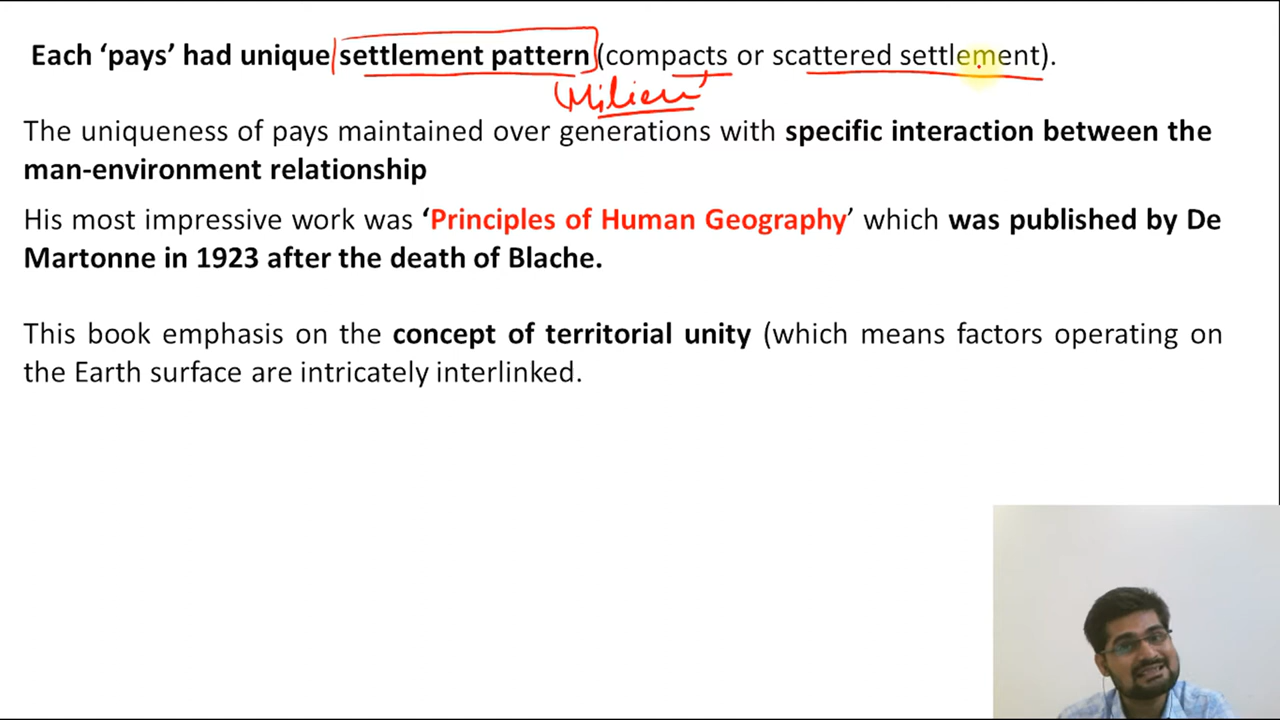 Each ‘pays’ had unique settlement pattern (compacts or scattered settlement).
Milieu
The uniqueness of pays maintained over generations with specific interaction between the
man-environment relationship
His most impressive work was ‘Principles of Human Geography’ which was published by De
Martonne in 1923 after the death of Blache.
This book emphasis on the concept of territorial unity (which means factors operating on
the Earth surface are intricately interlinked.